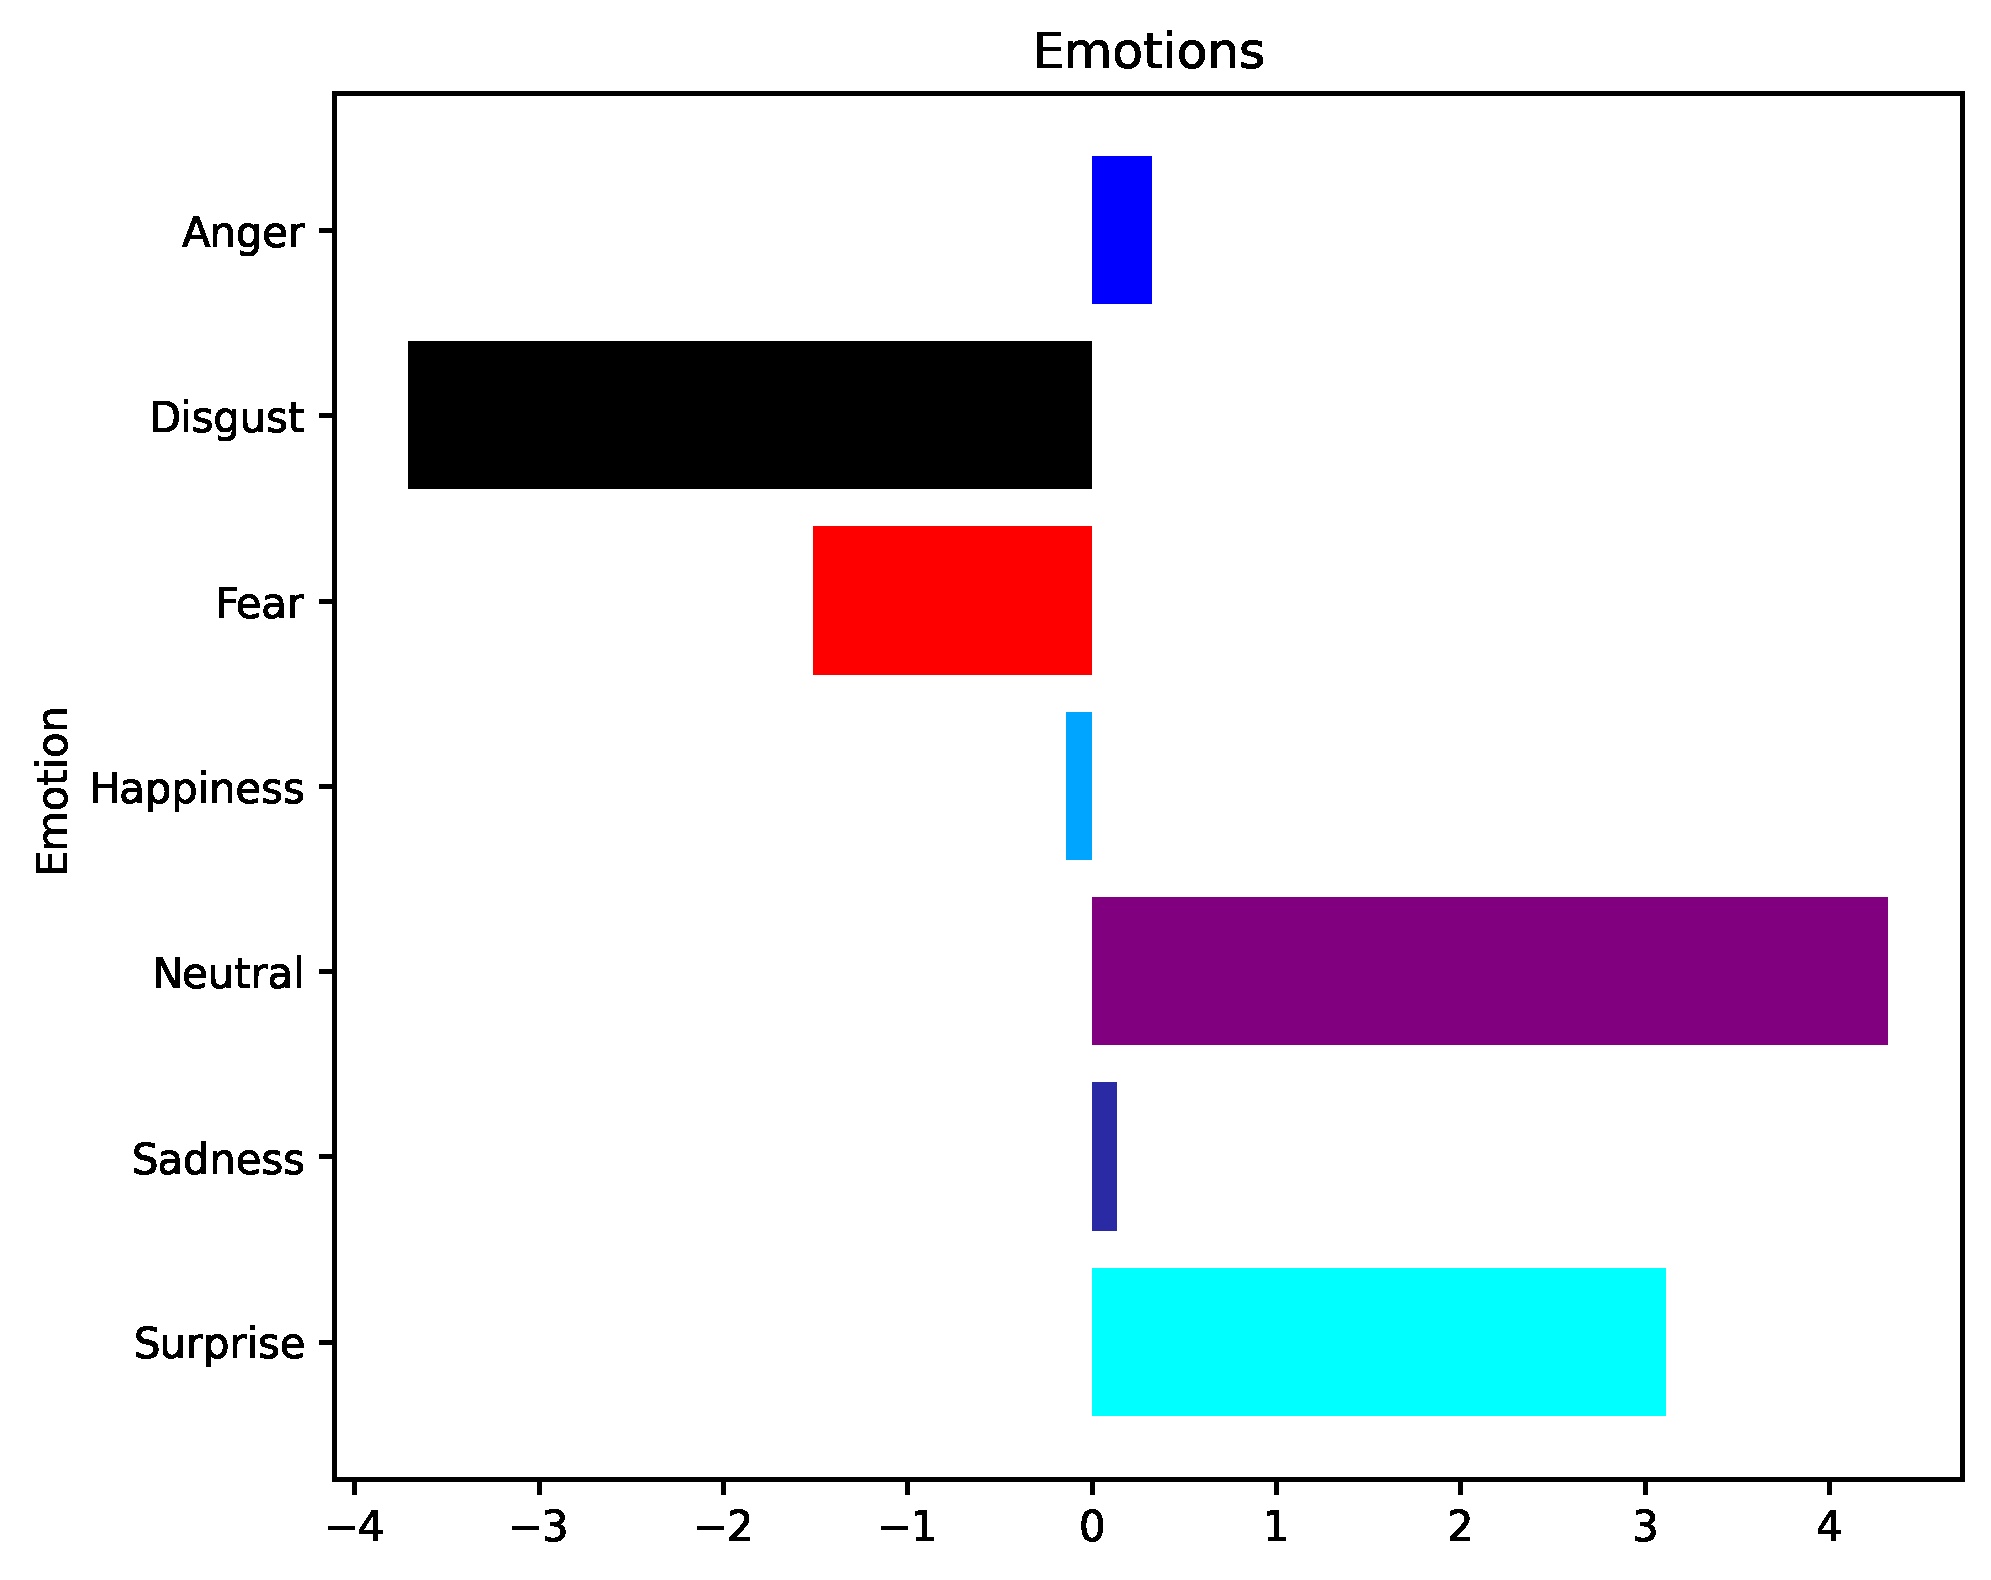 Emotions
Anger
Disgust
Fear
Happiness
Neutral
Sadness
Surprise
Emotion
−4 −3 −2 −1 0 1 2 3 4